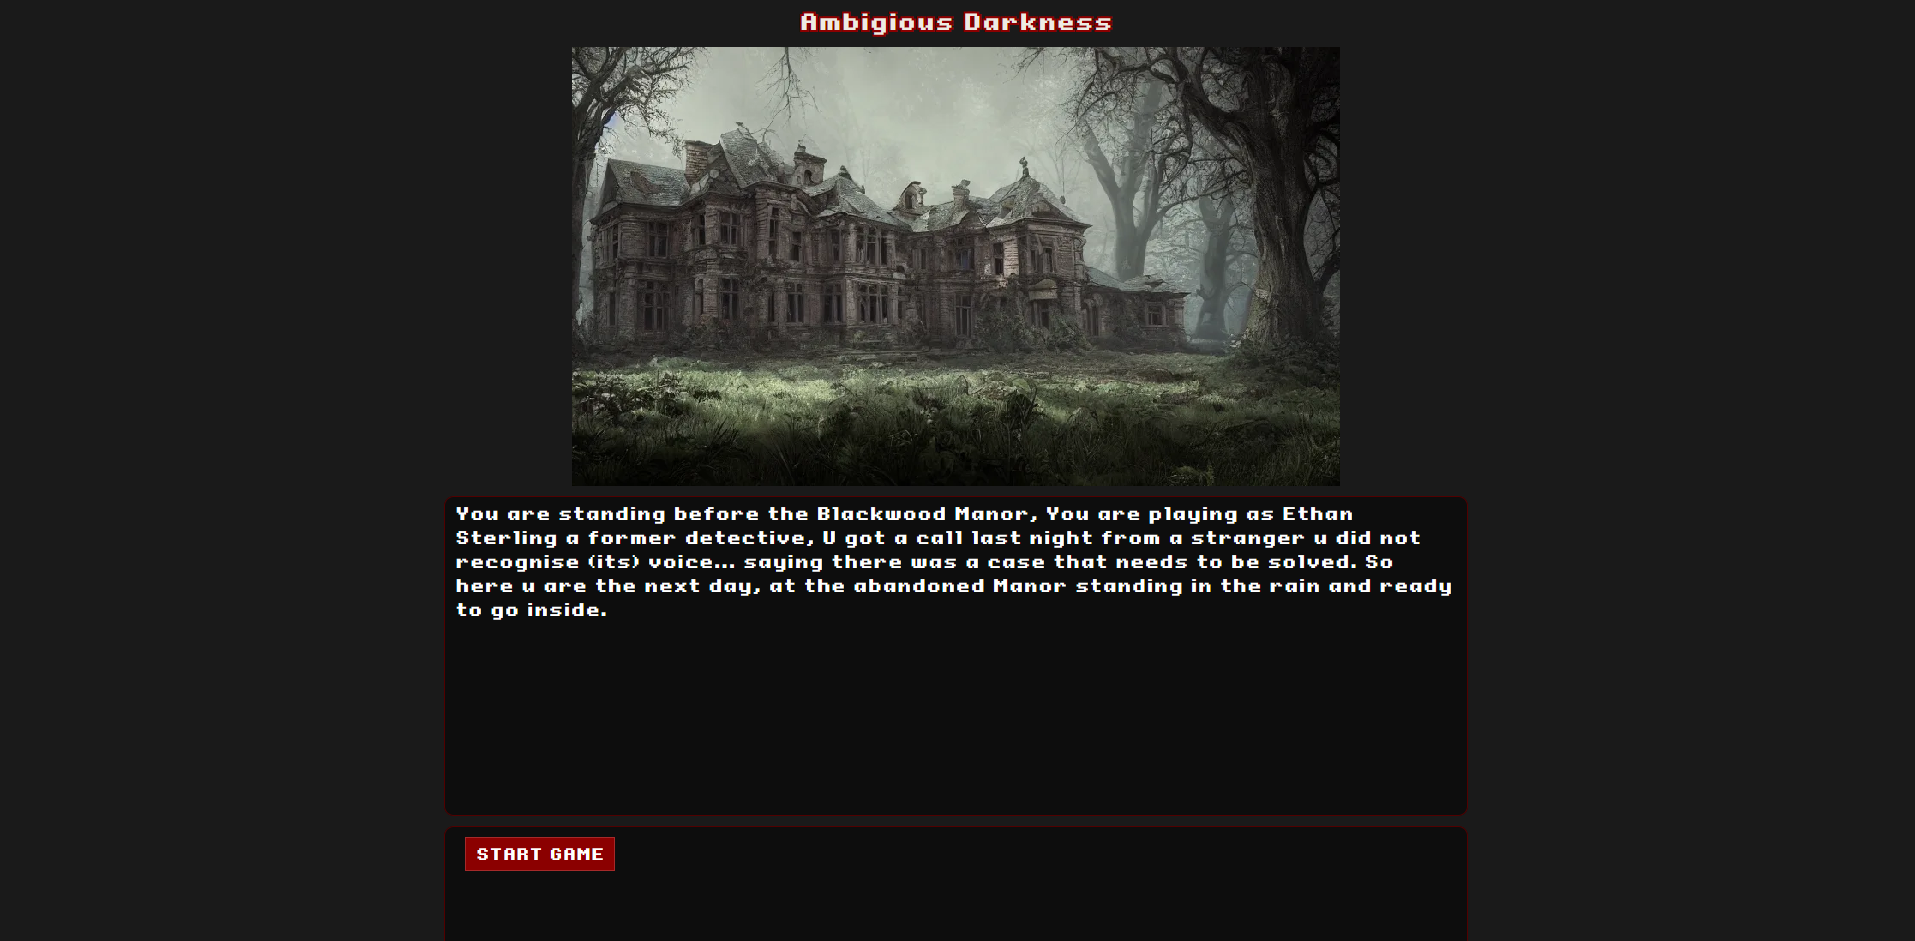 Ambigious Darkness
You are standing before the Blackwood Manor, You are playing as Ethan
Sterling a former detective, U got a call last night from a stranger u did not
recognise (its) voice... saying there was a case that needs to be solved. So
here u are the next day, at the abandoned Manor standing in the rain and ready
to go inside.
START GAME